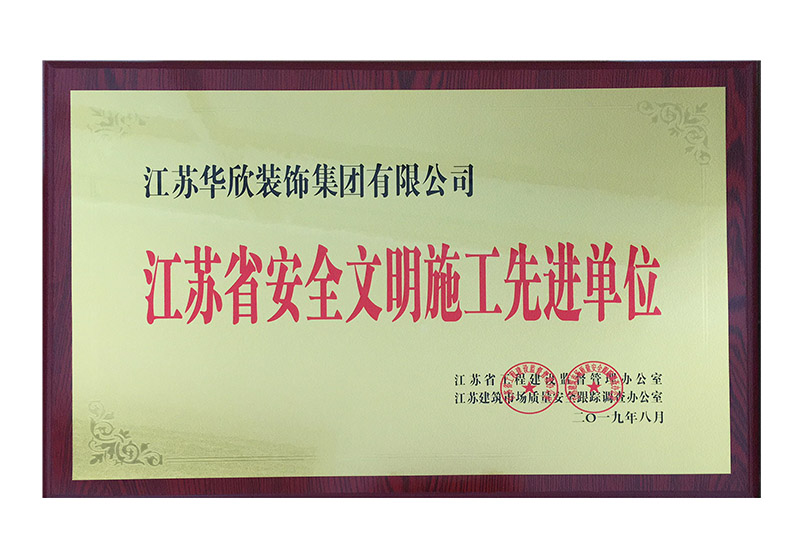 江苏华欣装饰集团有限公司
江苏省安全文明施工先进单位
江苏省工程建设监督管理办公室
江苏建筑市场质量安全跟踪调查办公室
二〇一九年八月